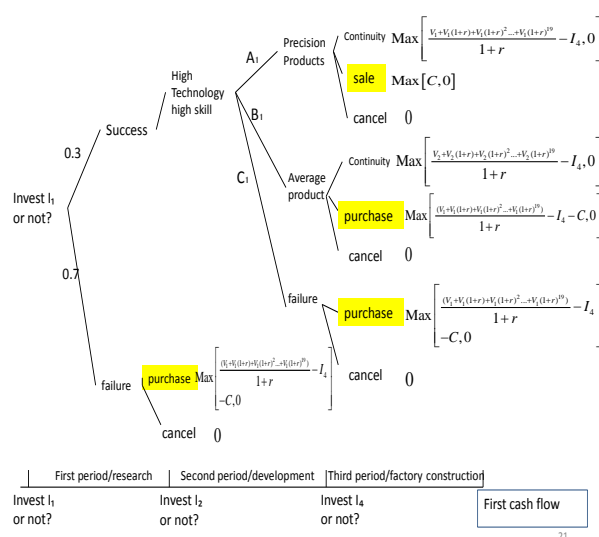 A₁
Precision
Products
Continuity Max[(V₁+V₁(1+r)+V₁(1+r)²...+V₁(1+r)¹⁹)/(1+r) − I₄,0]
sale Max[C,0]
cancel 0
High
Technology
high skill
Success
0.3
B₁
C₁
Average
product
Continuity Max[(V₂+V₂(1+r)+V₂(1+r)²...+V₂(1+r)¹⁹)/(1+r) − I₄,0]
purchase Max[((V₁+V₁(1+r)+V₁(1+r)²...+V₁(1+r)¹⁹))/(1+r) − I₄ − C,0]
cancel 0
Invest I₁
or not?
0.7
failure
purchase Max[((V₁+V₁(1+r)+V₁(1+r)²...+V₁(1+r)¹⁹))/(1+r) − I₄
−C,0]
cancel 0
failure
purchase Max[((V₁+V₁(1+r)+V₁(1+r)²...+V₁(1+r)¹⁹))/(1+r) − I₄
−C,0]
cancel 0
First period/research Second period/development Third period/factory construction
Invest I₁
or not?
Invest I₂
or not?
Invest I₄
or not?
First cash flow
21